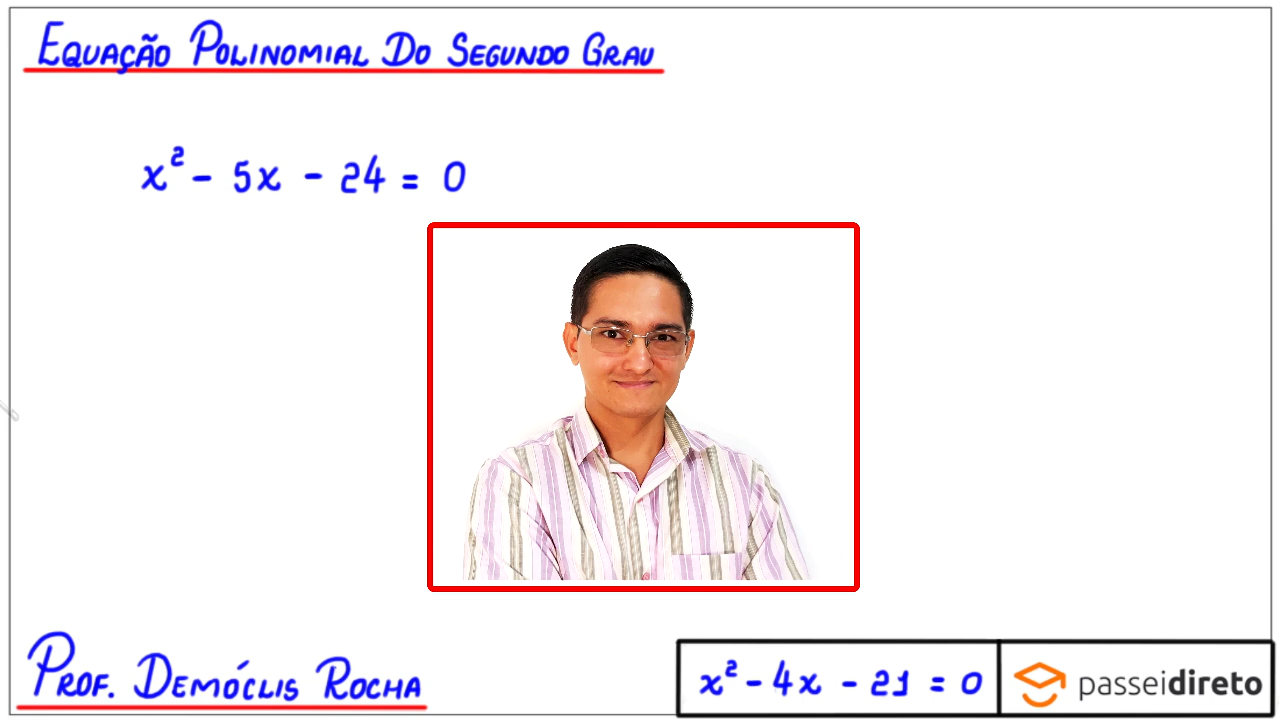 Equação Polinomial Do Segundo Grau
x² - 5x - 24 = 0
Prof. Demóclis Rocha
x² - 4x - 21 = 0
passeidireto